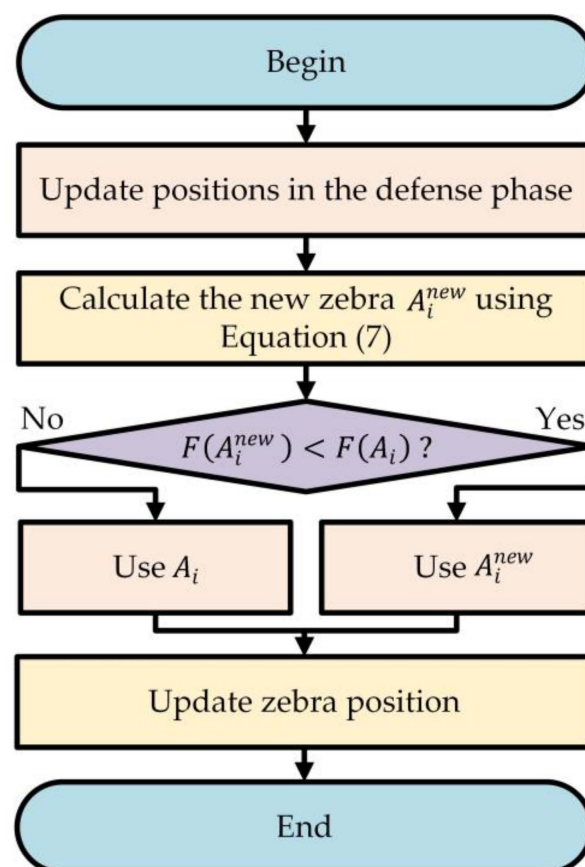 Begin
Update positions in the defense phase
Calculate the new zebra $A_i^{new}$ using
Equation (7)
No
Yes
$F(A_i^{new}) < F(A_i)$ ?
Use $A_i$
Use $A_i^{new}$
Update zebra position
End